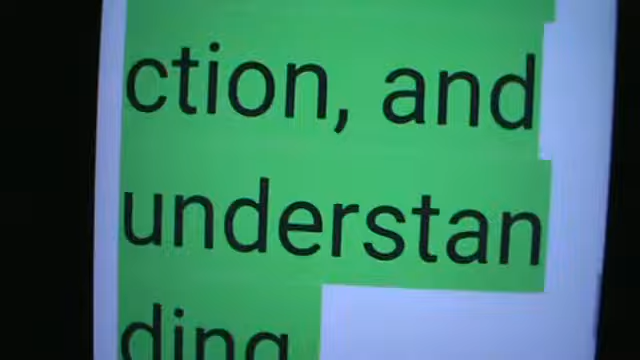 ction, and
understan
ding